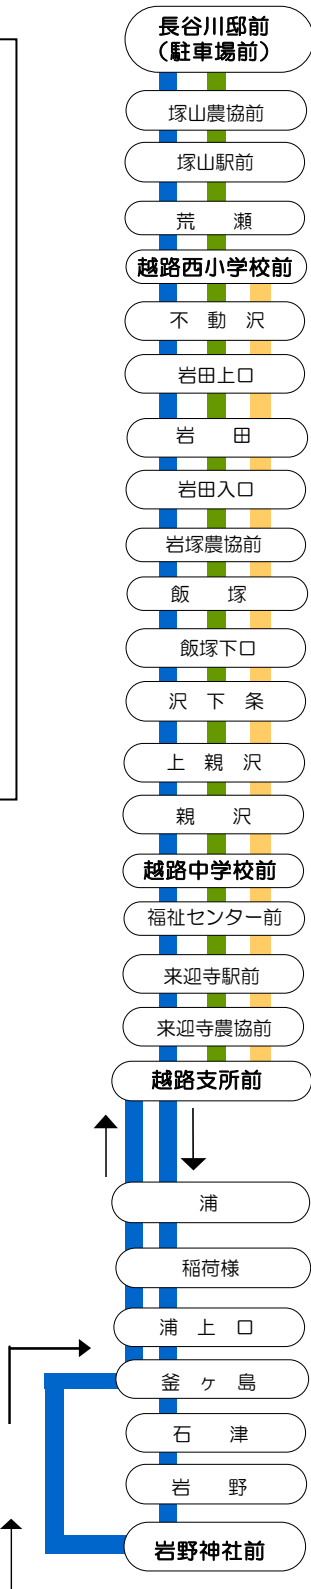 長谷川邸前
（駐車場前）
塚山農協前
塚山駅前
荒　瀬
越路西小学校前
不 動 沢
岩田上口
岩　田
岩田入口
岩塚農協前
飯　塚
飯塚下口
沢 下 条
上 親 沢
親　沢
越路中学校前
福祉センター前
来迎寺駅前
来迎寺農協前
越路支所前
浦
稲荷様
浦 上 口
釜 ヶ 島
石　津
岩　野
岩野神社前